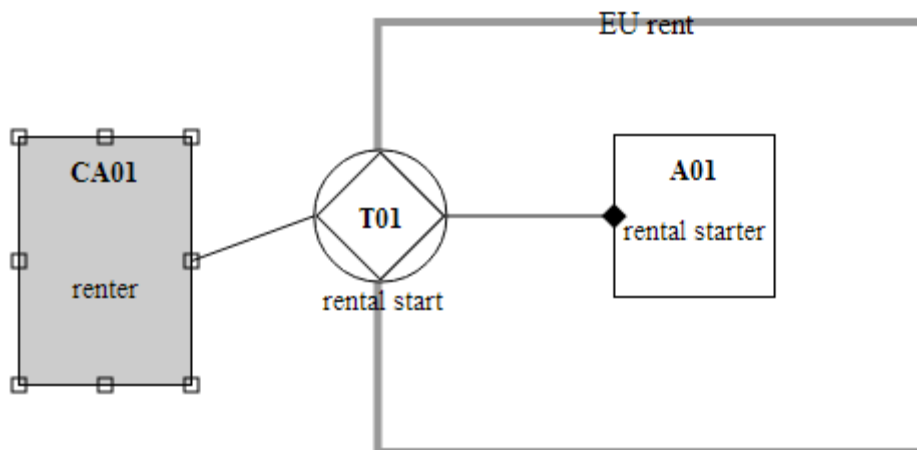 EU rent
CA01
renter
T01
rental start
A01
rental starter